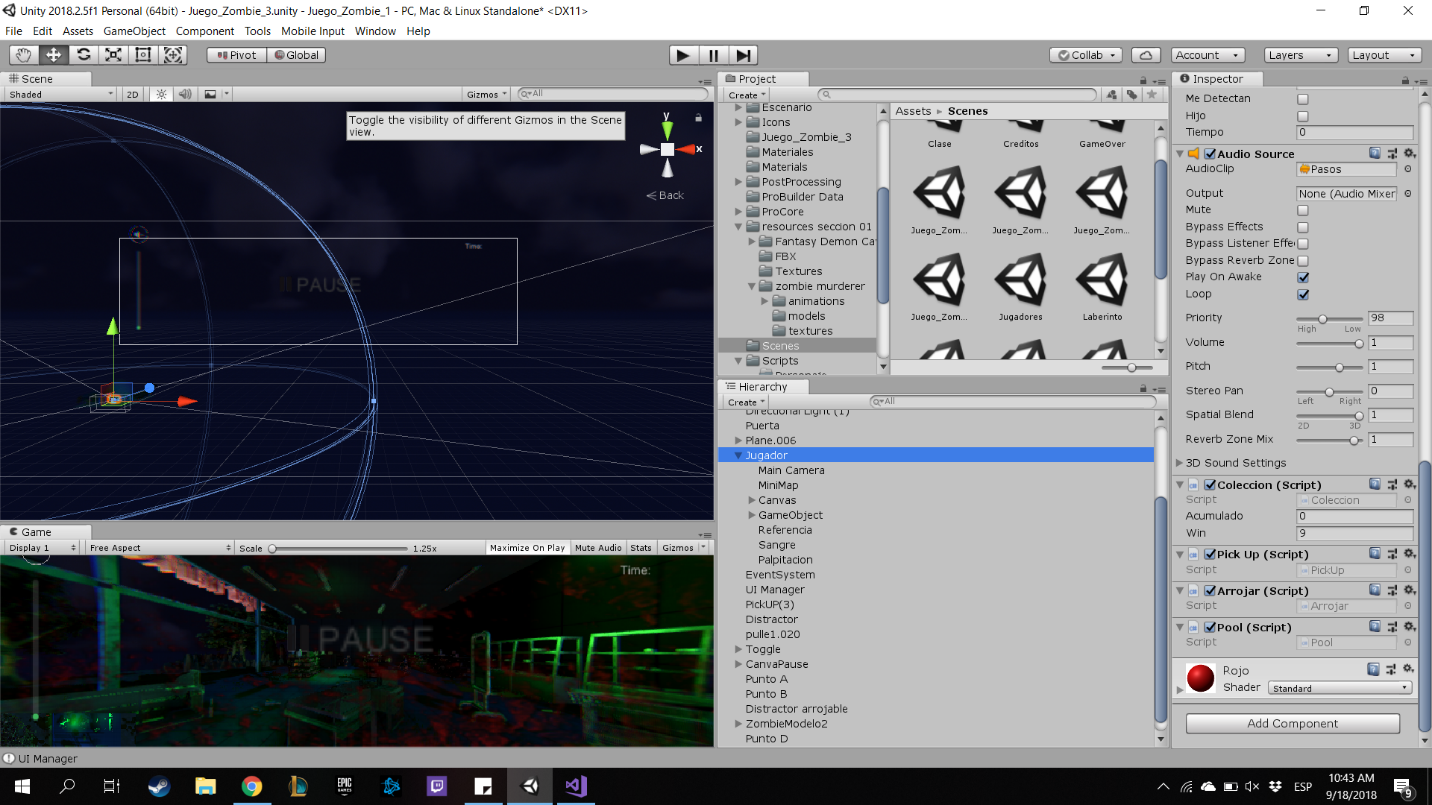 Unity 2018.2.5f1 Personal (64bit) - Juego_Zombie_3.unity - Juego_Zombie_1 - PC, Mac & Linux Standalone* <DX11>
File Edit Assets GameObject Component Tools Mobile Input Window Help
Pivot Global Collab Account Layers Layout
Scene
Shaded 2D Gizmos All
Toggle the visibility of different Gizmos in the Scene
view.
y
x
Back
Time:
PAUSE
Game
Display 1 Free Aspect Scale 1.25x Maximize On Play Mute Audio Stats Gizmos
Time:
PAUSE
Project
Create
Escenario
Icons
Juego_Zombie_3
Materiales
Materials
PostProcessing
ProBuilder Data
ProCore
resources seccion 01
Fantasy Demon Ca
FBX
Textures
zombie murderer
animations
models
textures
Scenes
Scripts
Assets Scenes
Clase Creditos GameOver
Juego_Zom... Juego_Zom... Juego_Zom...
Juego_Zom... Jugadores Laberinto
Hierarchy
Create All
Directional Light (1)
Puerta
Plane.006
Jugador
Main Camera
MiniMap
Canvas
GameObject
Referencia
Sangre
Palpitacion
EventSystem
UI Manager
PickUP(3)
Distractor
pulle1.020
Toggle
CanvaPause
Punto A
Punto B
Distractor arrojable
ZombieModelo2
Punto D
Inspector
Me Detectan
Hijo
Tiempo 0
Audio Source
AudioClip Pasos
Output None (Audio Mixer
Mute
Bypass Effects
Bypass Listener Effe
Bypass Reverb Zone
Play On Awake
Loop
Priority 98
High Low
Volume 1
Pitch 1
Stereo Pan 0
Left Right
Spatial Blend 1
2D 3D
Reverb Zone Mix 1
3D Sound Settings
Coleccion (Script)
Script Coleccion
Acumulado 0
Win 9
Pick Up (Script)
Script PickUp
Arrojar (Script)
Script Arrojar
Pool (Script)
Script Pool
Rojo
Shader Standard
Add Component
UI Manager
EPIC
GAMES
ESP
10:43 AM
9/18/2018
9